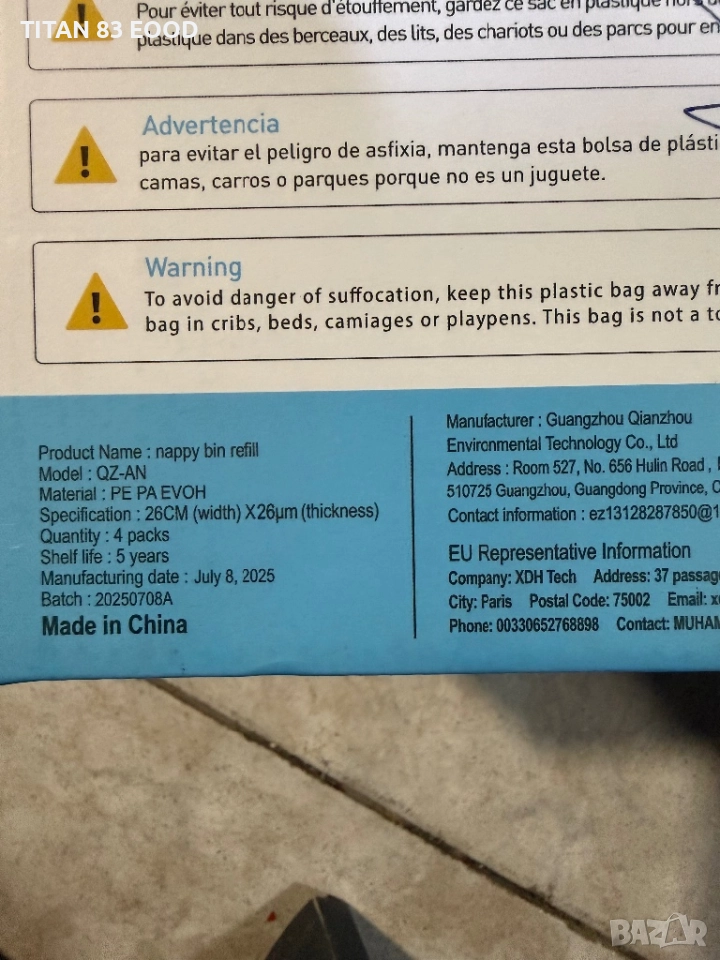 TITAN 83 EOOD
Pour éviter tout risque d'étouffement, gardez ce sac en plastique hors
plastique dans des berceaux, des lits, des chariots ou des parcs pour en
Advertencia
para evitar el peligro de asfixia, mantenga esta bolsa de plásti
camas, carros o parques porque no es un juguete.
Warning
To avoid danger of suffocation, keep this plastic bag away fr
bag in cribs, beds, camiages or playpens. This bag is not a to
Product Name : nappy bin refill
Model : QZ-AN
Material : PE PA EVOH
Specification : 26CM (width) X26μm (thickness)
Quantity : 4 packs
Shelf life : 5 years
Manufacturing date : July 8, 2025
Batch : 20250708A
Made in China
Manufacturer : Guangzhou Qianzhou
Environmental Technology Co., Ltd
Address : Room 527, No. 656 Hulin Road ,
510725 Guangzhou, Guangdong Province, C
Contact information : ez13128287850@1
EU Representative Information
Company: XDH Tech Address: 37 passag
City: Paris Postal Code: 75002 Email: x
Phone: 00330652768898 Contact: MUHAM
BAZAR